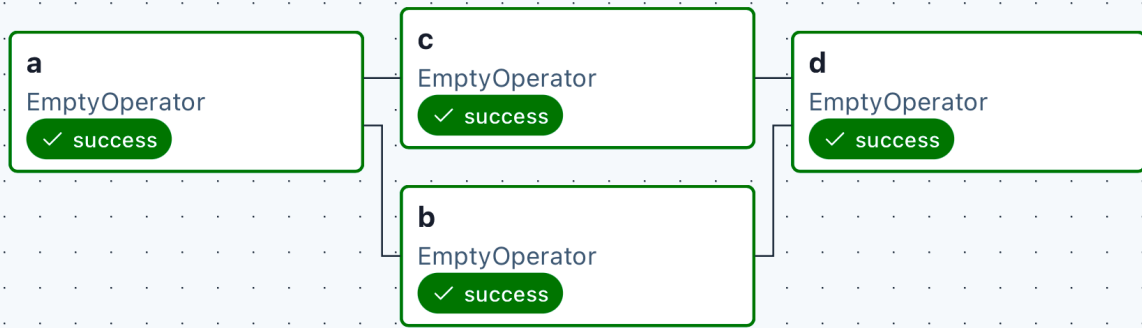 a
EmptyOperator
success
c
EmptyOperator
success
b
EmptyOperator
success
d
EmptyOperator
success